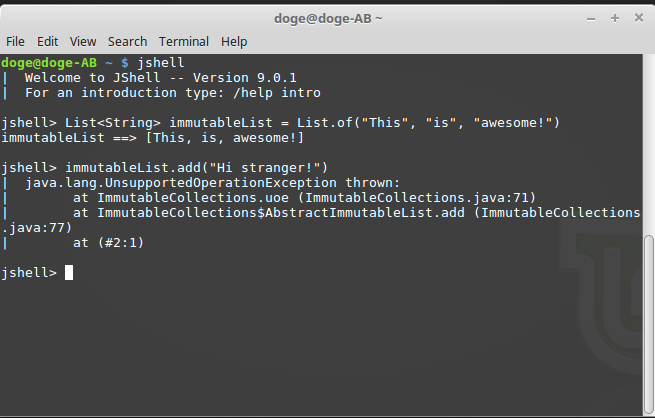 doge@doge-AB ~
File Edit View Search Terminal Help
doge@doge-AB ~ $ jshell
|  Welcome to JShell -- Version 9.0.1
|  For an introduction type: /help intro
jshell> List<String> immutableList = List.of("This", "is", "awesome!")
immutableList ==> [This, is, awesome!]
jshell> immutableList.add("Hi stranger!")
|  java.lang.UnsupportedOperationException thrown:
|        at ImmutableCollections.uoe (ImmutableCollections.java:71)
|        at ImmutableCollections$AbstractImmutableList.add (ImmutableCollections
.java:77)
|        at (#2:1)
jshell>